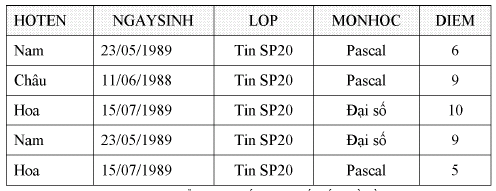 HOTEN NGAYSINH LOP MONHOC DIEM
Nam 23/05/1989 Tin SP20 Pascal 6
Châu 11/06/1988 Tin SP20 Pascal 9
Hoa 15/07/1989 Tin SP20 Đại số 10
Nam 23/05/1989 Tin SP20 Đại số 9
Hoa 15/07/1989 Tin SP20 Pascal 5